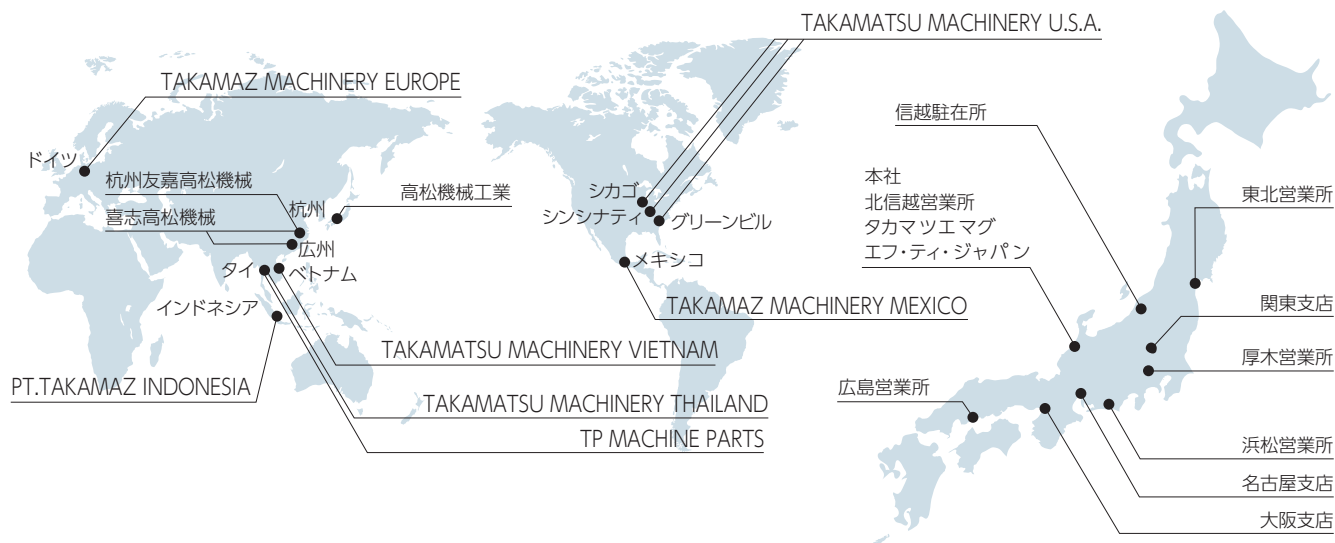 TAKAMATSU MACHINERY U.S.A.
TAKAMAZ MACHINERY EUROPE
ドイツ
杭州友嘉高松機械
杭州
高松機械工業
喜志高松機械
広州
タイ
ベトナム
インドネシア
シカゴ
シンシナティ
グリーンビル
メキシコ
TAKAMAZ MACHINERY MEXICO
TAKAMATSU MACHINERY VIETNAM
PT.TAKAMAZ INDONESIA
TAKAMATSU MACHINERY THAILAND
TP MACHINE PARTS
信越駐在所
本社
北信越営業所
タカマツエマグ
エフ・ティ・ジャパン
東北営業所
関東支店
厚木営業所
広島営業所
浜松営業所
名古屋支店
大阪支店